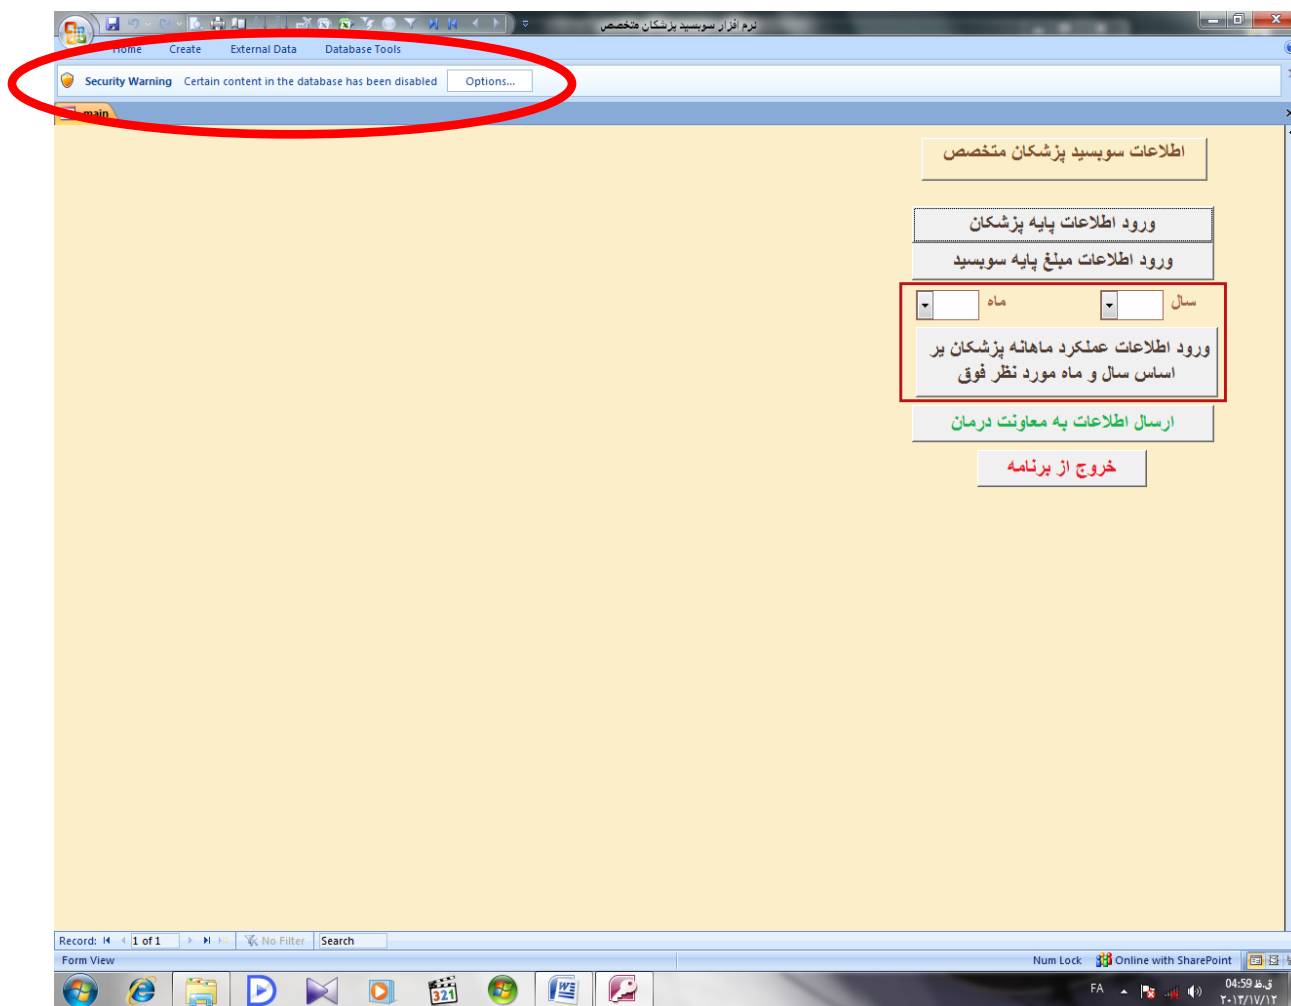 نرم افزار سوبسید پزشکان متخصص
Home Create External Data Database Tools
Security Warning Certain content in the database has been disabled Options...
main
اطلاعات سوبسید پزشکان متخصص
ورود اطلاعات پایه پزشکان
ورود اطلاعات مبلغ پایه سوبسید
سال ماه
ورود اطلاعات عملکرد ماهانه پزشکان بر
اساس سال و ماه مورد نظر فوق
ارسال اطلاعات به معاونت درمان
خروج از برنامه
Record: 1 of 1 No Filter Search
Form View Num Lock Online with SharePoint
321 FA 04:59 ق.ظ